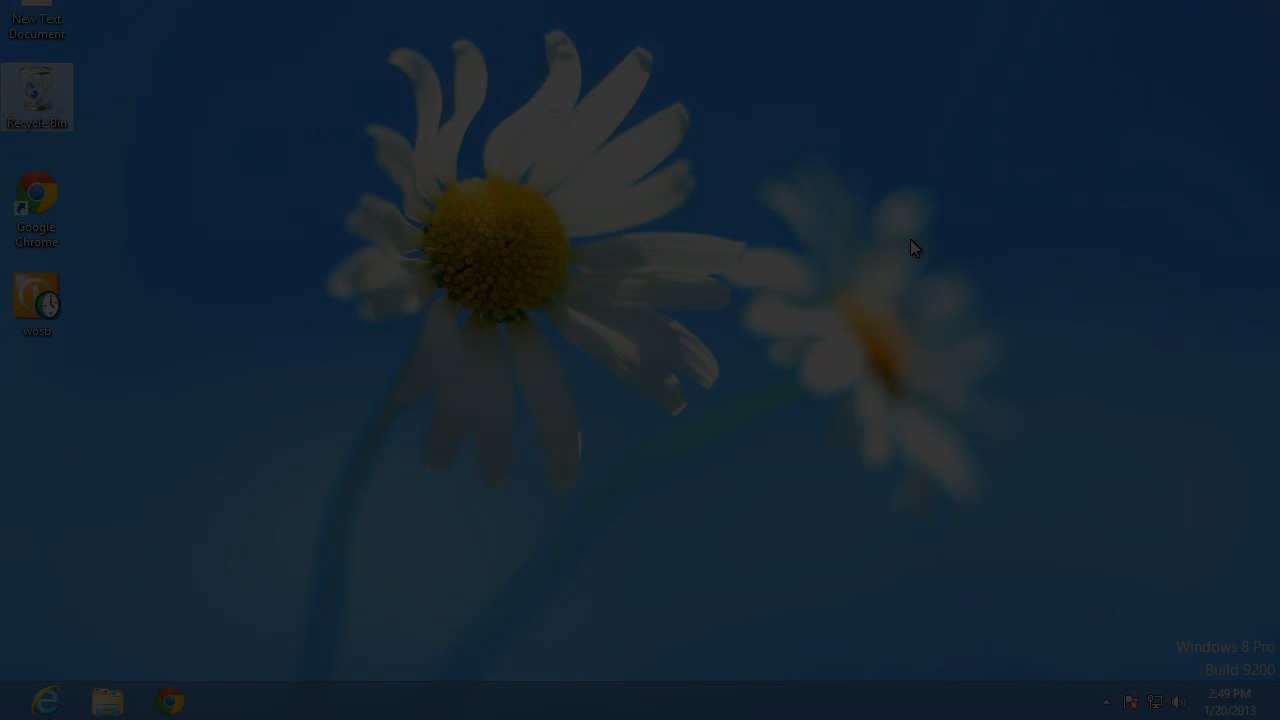 New Text
Document
Recycle Bin
Google
Chrome
wosb
Windows 8 Pro
Build 9200
2:49 PM
1/20/2013